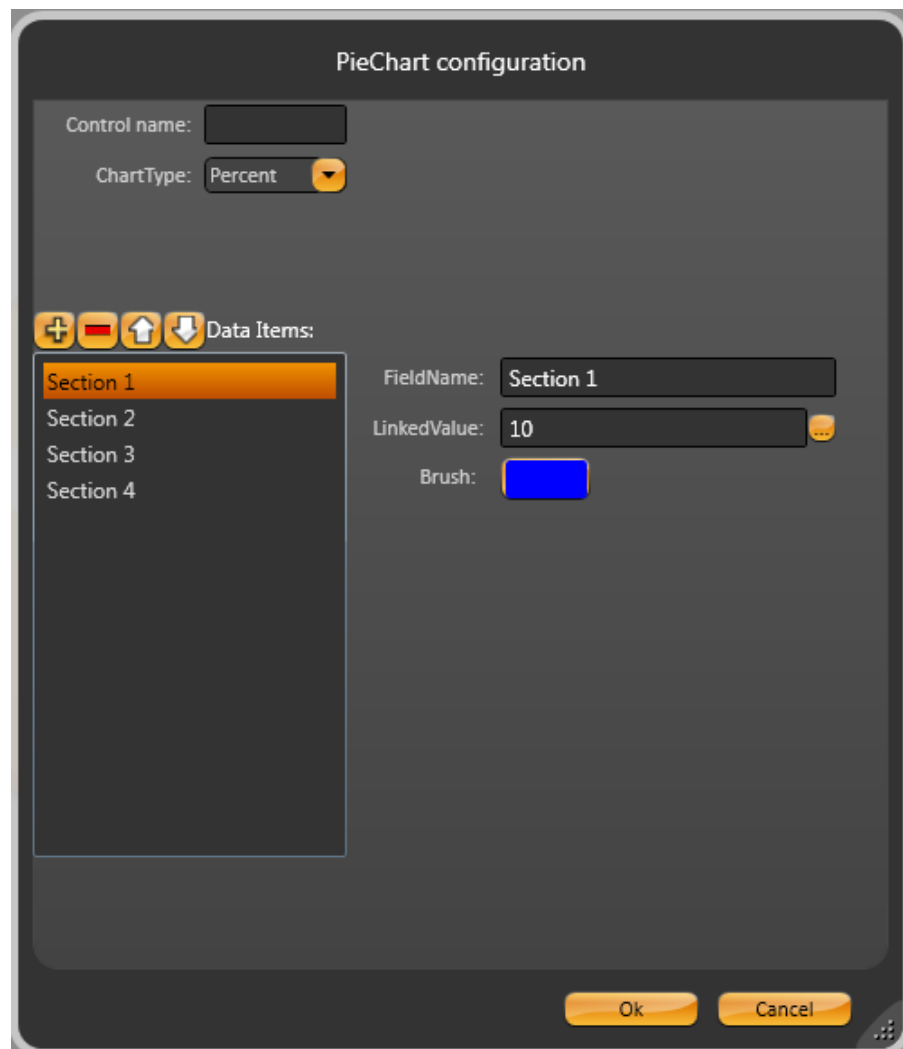 PieChart configuration
Control name:
ChartType: Percent
Data Items:
Section 1
Section 2
Section 3
Section 4
FieldName: Section 1
LinkedValue: 10
...
Brush:
Ok Cancel